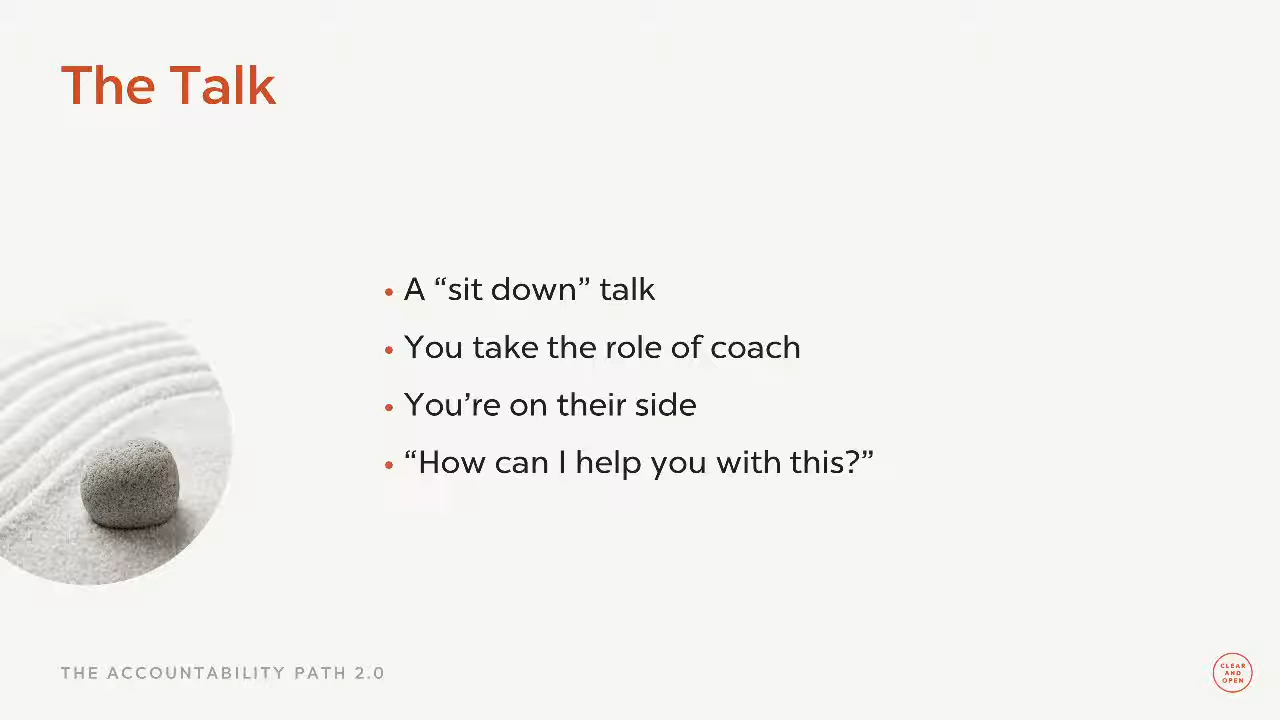 The Talk
• A “sit down” talk
• You take the role of coach
• You’re on their side
• “How can I help you with this?”
THE ACCOUNTABILITY PATH 2.0
CLEAR
AND
OPEN